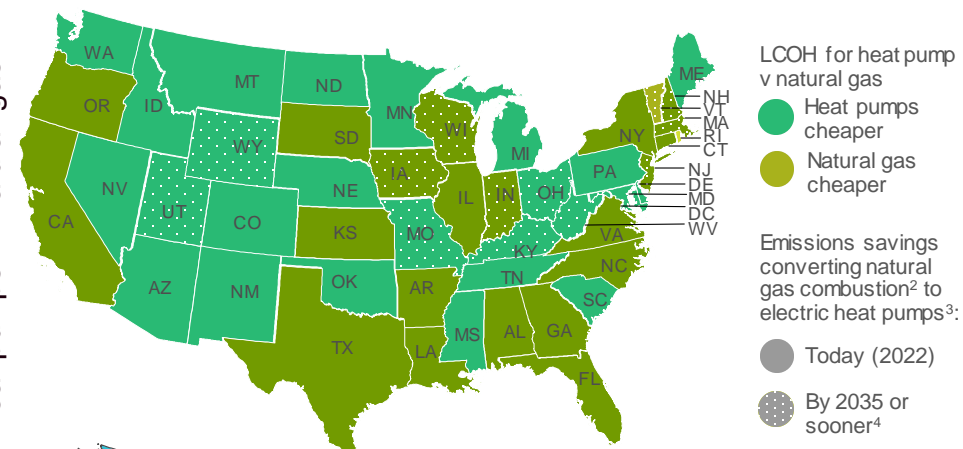 WA
MT
ND
MN
ME
OR
ID
SD
WI
WY
MI
NY
NH
VT
MA
RI
CT
NV
UT
CO
NE
IA
IL
IN
OH
PA
NJ
DE
MD
DC
WV
CA
KS
MO
KY
VA
AZ
NM
OK
AR
TN
NC
SC
TX
LA
MS
AL
GA
FL
LCOH for heat pump
v natural gas
Heat pumps
cheaper
Natural gas
cheaper
Emissions savings
converting natural
gas combustion² to
electric heat pumps³:
Today (2022)
By 2035 or
sooner⁴